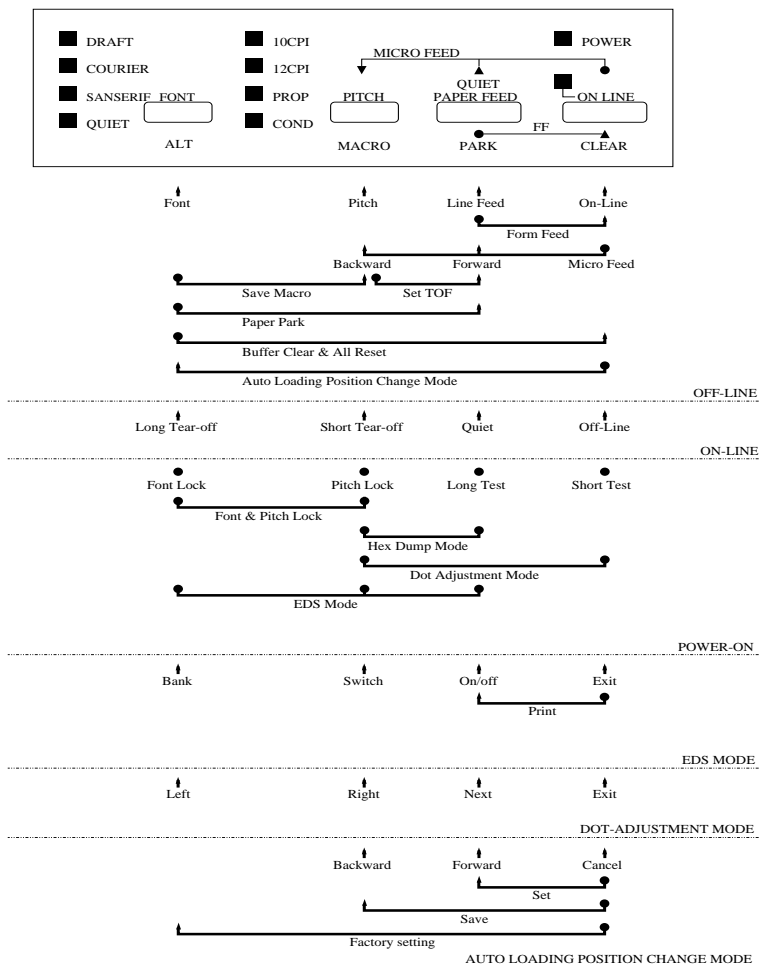 DRAFT 10CPI POWER
MICRO FEED
COURIER 12CPI
QUIET
SANSERIF FONT PROP PITCH PAPER FEED ON LINE
QUIET COND
FF
ALT MACRO PARK CLEAR
Font Pitch Line Feed On-Line
Form Feed
Backward Forward Micro Feed
Save Macro Set TOF
Paper Park
Buffer Clear & All Reset
Auto Loading Position Change Mode
OFF-LINE
Long Tear-off Short Tear-off Quiet Off-Line
ON-LINE
Font Lock Pitch Lock Long Test Short Test
Font & Pitch Lock
Hex Dump Mode
Dot Adjustment Mode
EDS Mode
POWER-ON
Bank Switch On/off Exit
Print
EDS MODE
Left Right Next Exit
DOT-ADJUSTMENT MODE
Backward Forward Cancel
Set
Save
Factory setting
AUTO LOADING POSITION CHANGE MODE